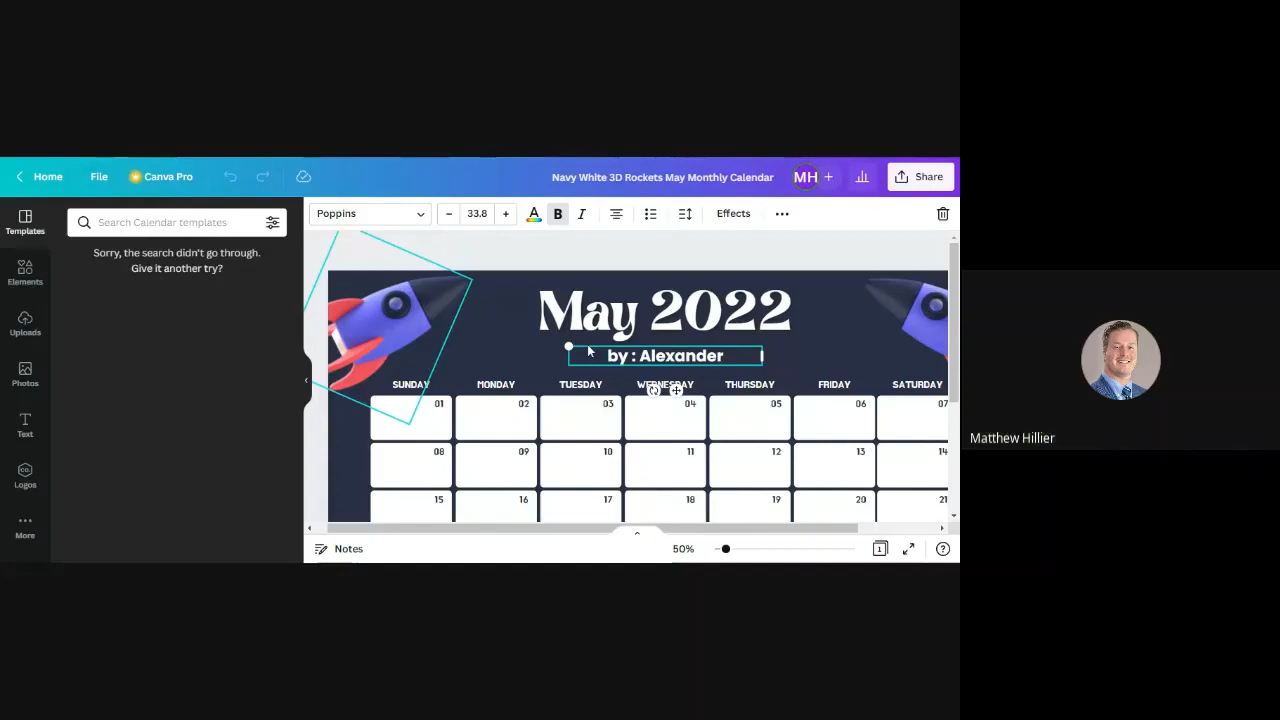 Home File Canva Pro Navy White 3D Rockets May Monthly Calendar MH + Share
Templates
Elements
Uploads
Photos
Text
CO.
Logos
More
Search Calendar templates
Sorry, the search didn't go through.
Give it another try?
Poppins – 33.8 + A B I Effects
May 2022
by : Alexander
SUNDAY MONDAY TUESDAY WEDNESDAY THURSDAY FRIDAY SATURDAY
01 02 03 04 05 06 07
08 09 10 11 12 13 14
15 16 17 18 19 20 21
Notes 50% 1 ?
Matthew Hillier